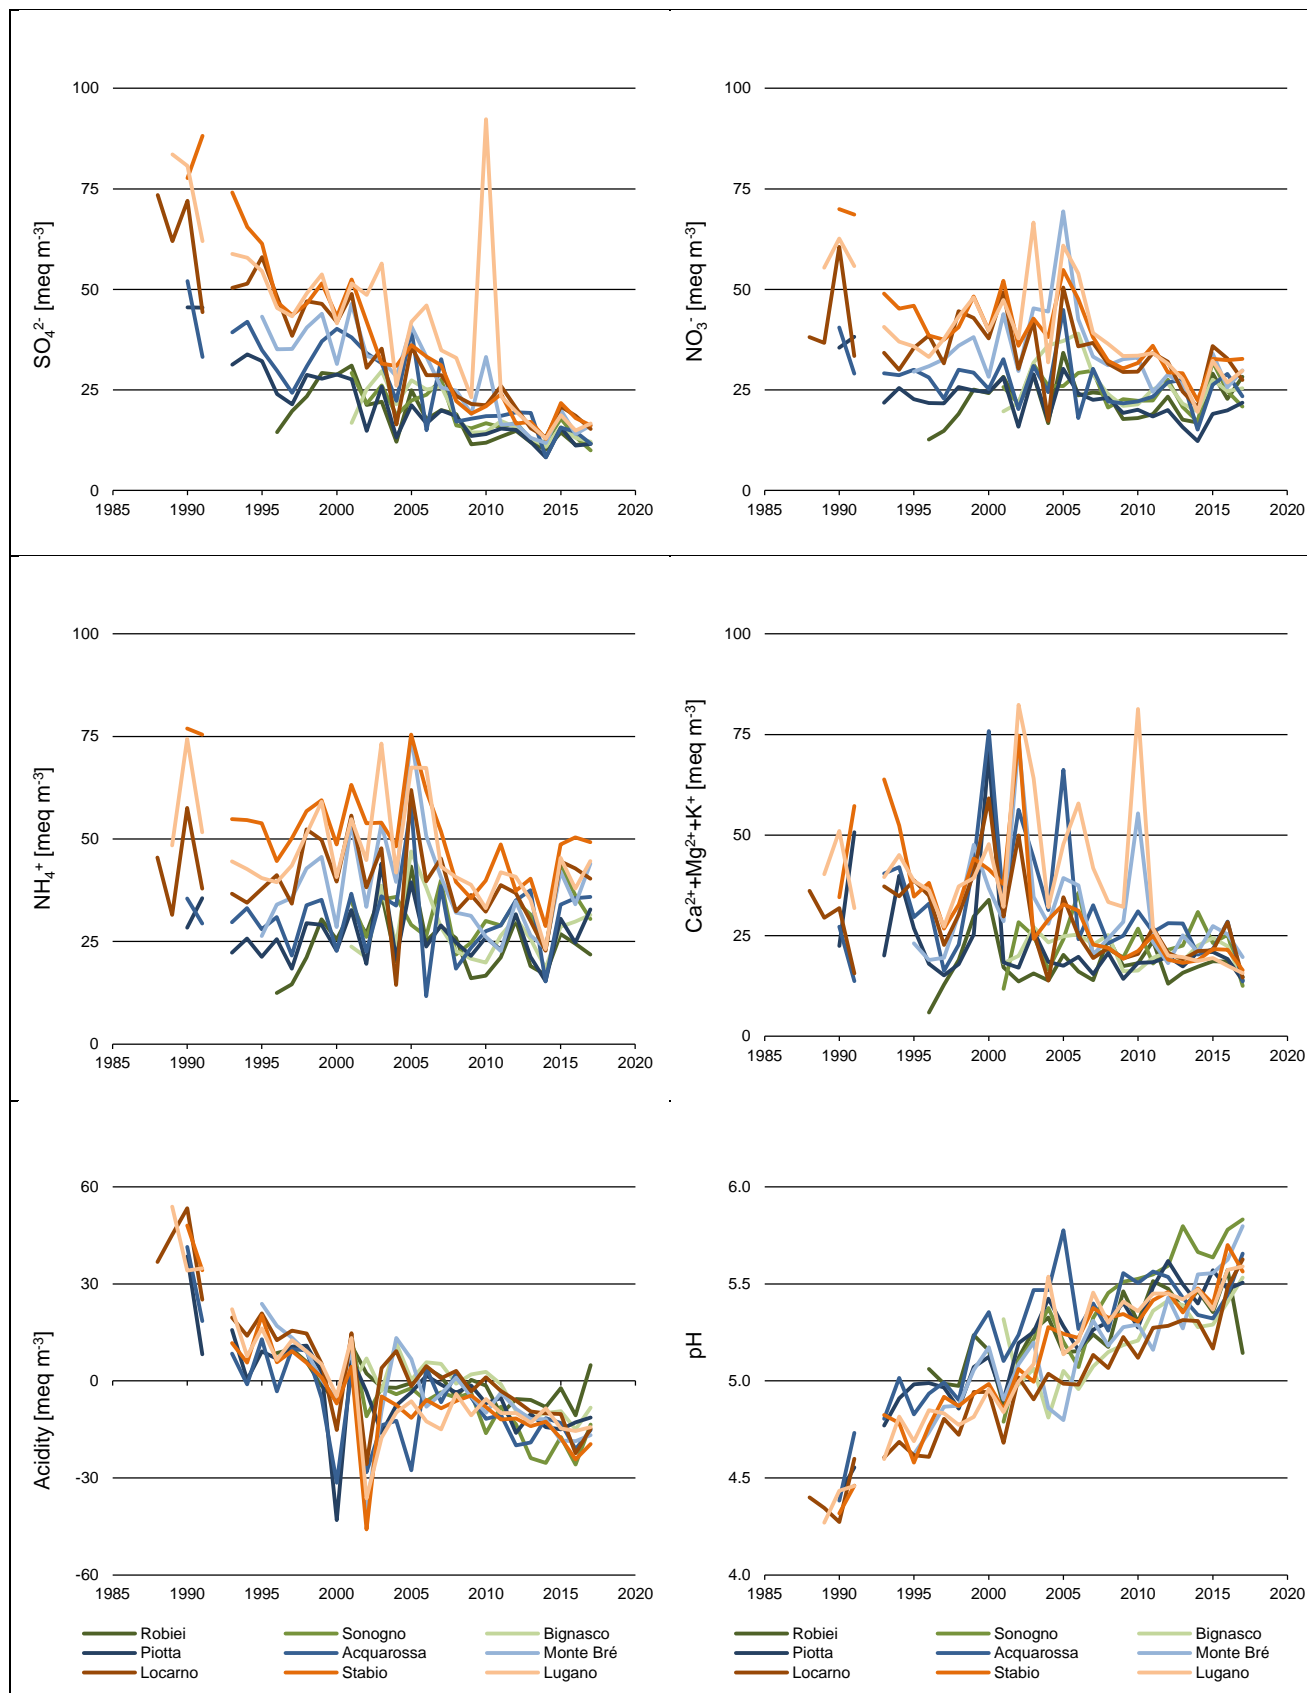 100
75
50
25
0
SO₄²⁻ [meq m⁻³]
1985 1990 1995 2000 2005 2010 2015 2020
100
75
50
25
0
NO₃⁻ [meq m⁻³]
1985 1990 1995 2000 2005 2010 2015 2020
100
75
50
25
0
NH₄⁺ [meq m⁻³]
1985 1990 1995 2000 2005 2010 2015 2020
100
75
50
25
0
Ca²⁺+Mg²⁺+K⁺ [meq m⁻³]
1985 1990 1995 2000 2005 2010 2015 2020
60
30
0
-30
-60
Acidity [meq m⁻³]
1985 1990 1995 2000 2005 2010 2015 2020
6.0
5.5
5.0
4.5
4.0
pH
1985 1990 1995 2000 2005 2010 2015 2020
Robiei Sonogno Bignasco
Piotta Acquarossa Monte Bré
Locarno Stabio Lugano
Robiei Sonogno Bignasco
Piotta Acquarossa Monte Bré
Locarno Stabio Lugano